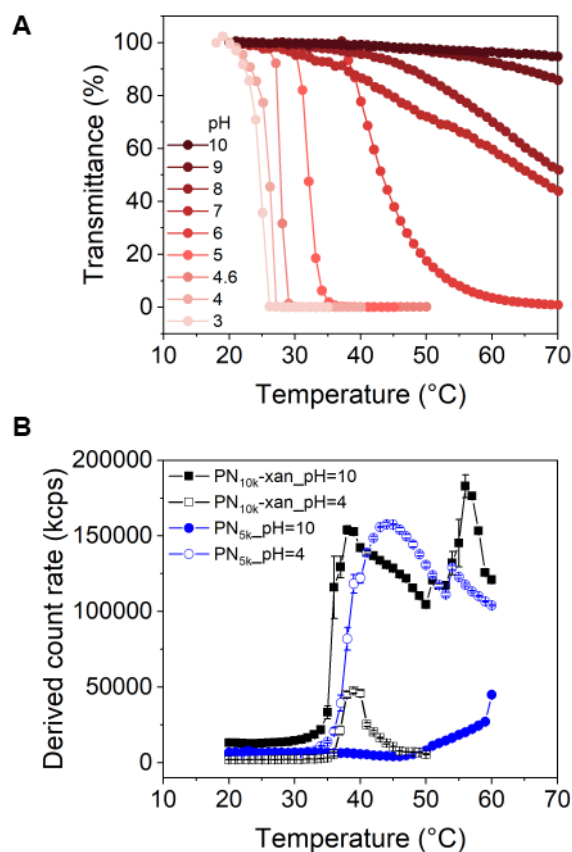 A
Transmittance (%)
100
80
60
40
20
0
pH
10
9
8
7
6
5
4.6
4
3
10 20 30 40 50 60 70
Temperature (°C)
B
Derived count rate (kcps)
200000
150000
100000
50000
0
PN10k-xan_pH=10
PN10k-xan_pH=4
PN5k_pH=10
PN5k_pH=4
10 20 30 40 50 60 70
Temperature (°C)